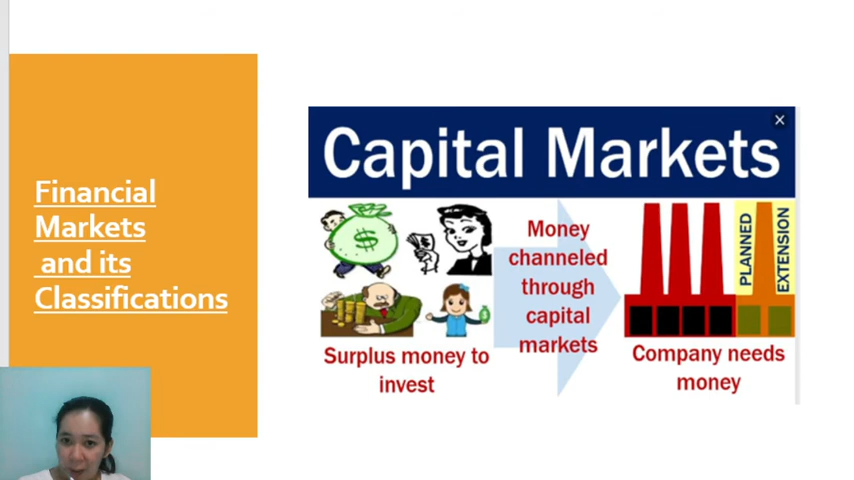 Financial
Markets
and its
Classifications
Capital Markets
$
Surplus money to
invest
Money
channeled
through
capital
markets
PLANNED
EXTENSION
Company needs
money